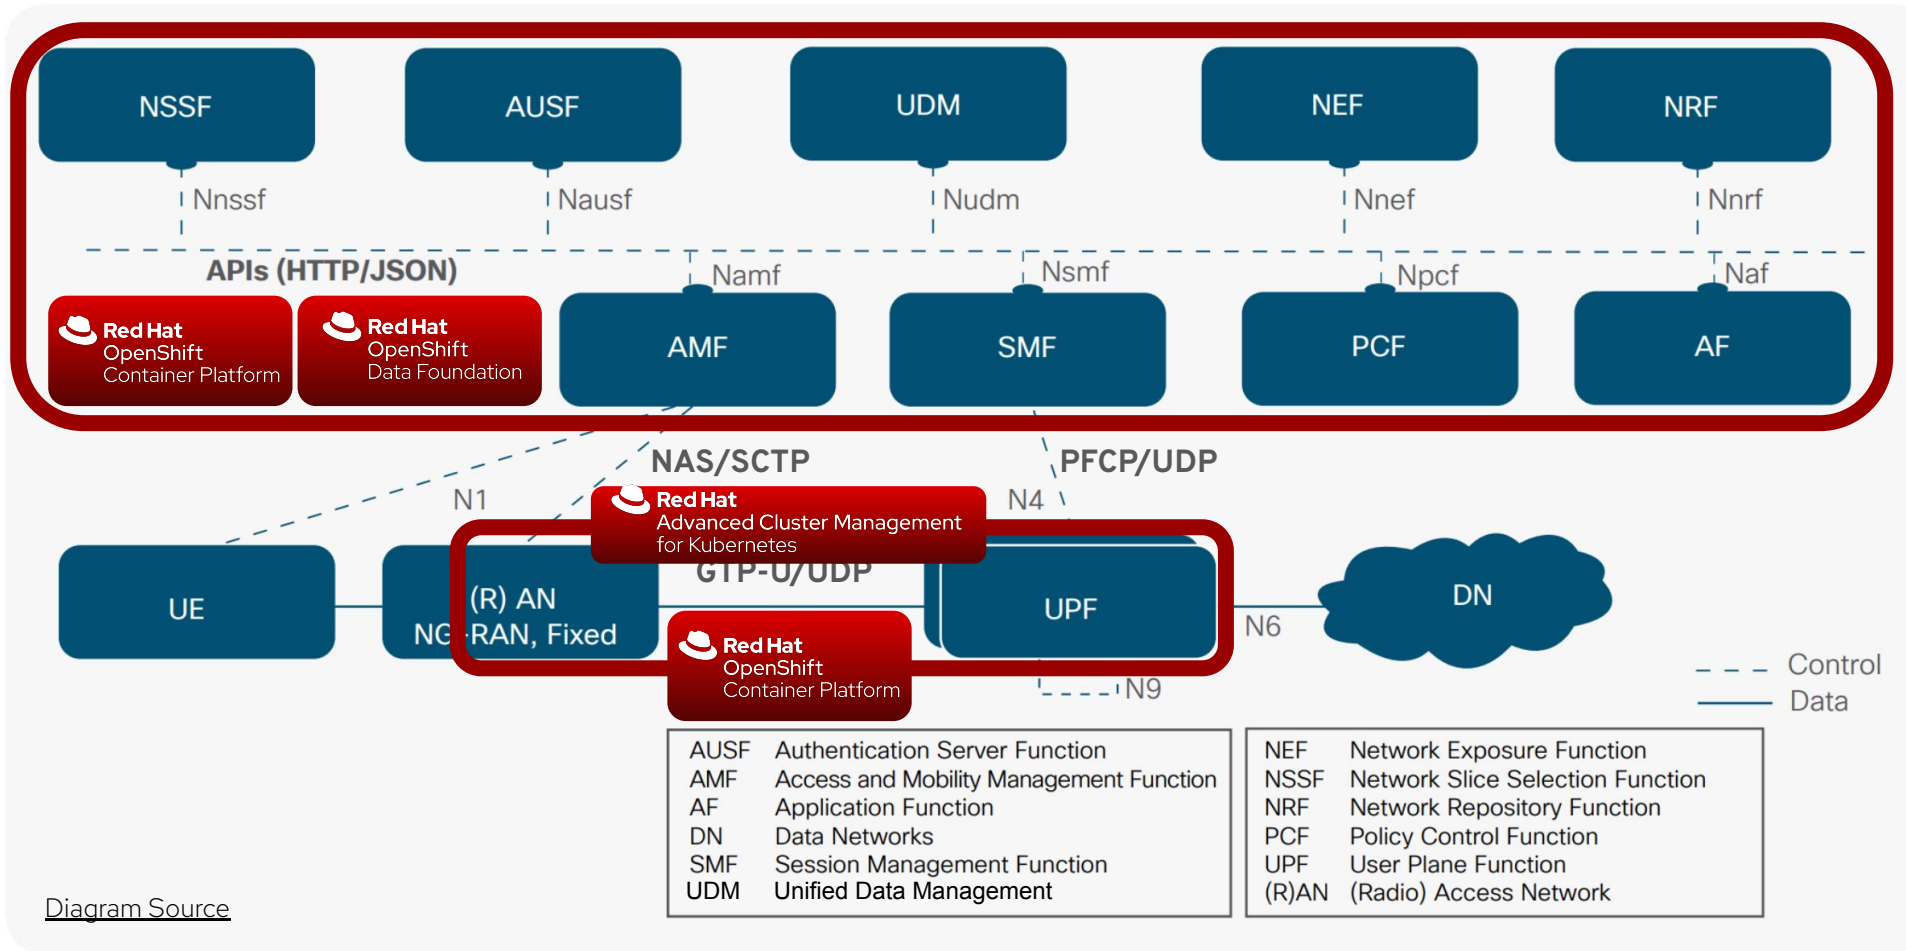 NSSF
AUSF
UDM
NEF
NRF
Nnssf
Nausf
Nudm
Nnef
Nnrf
APIs (HTTP/JSON)
Namf
Nsmf
Npcf
Naf
Red Hat
OpenShift
Container Platform
Red Hat
OpenShift
Data Foundation
AMF
SMF
PCF
AF
NAS/SCTP
PFCP/UDP
N1
N4
Red Hat
Advanced Cluster Management
for Kubernetes
GTP-U/UDP
UE
(R) AN
NG-RAN, Fixed
UPF
DN
N6
Red Hat
OpenShift
Container Platform
N9
Control
Data
AUSF Authentication Server Function
AMF Access and Mobility Management Function
AF Application Function
DN Data Networks
SMF Session Management Function
UDM Unified Data Management
NEF Network Exposure Function
NSSF Network Slice Selection Function
NRF Network Repository Function
PCF Policy Control Function
UPF User Plane Function
(R)AN (Radio) Access Network
Diagram Source